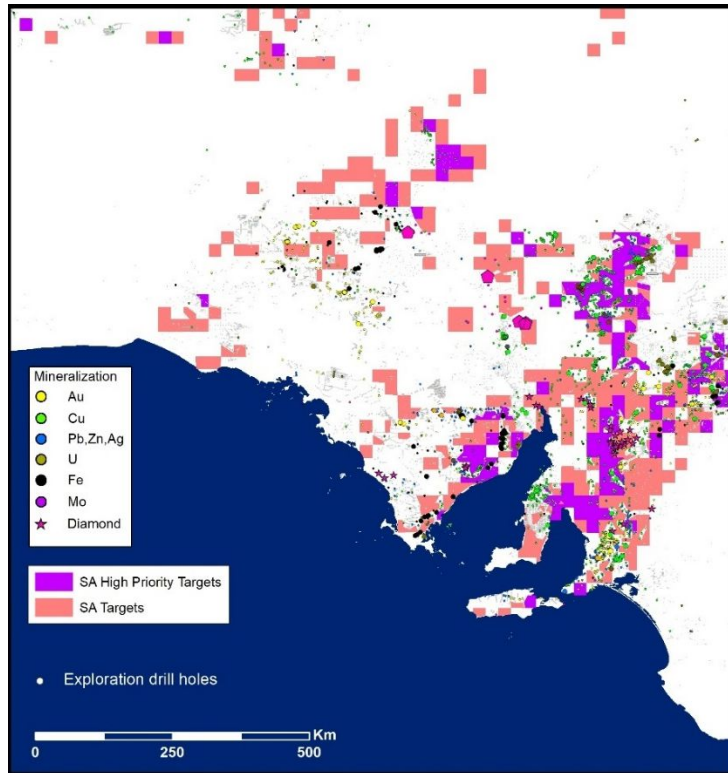 Mineralization
Au
Cu
Pb,Zn,Ag
U
Fe
Mo
Diamond
SA High Priority Targets
SA Targets
Exploration drill holes
Km
0
250
500